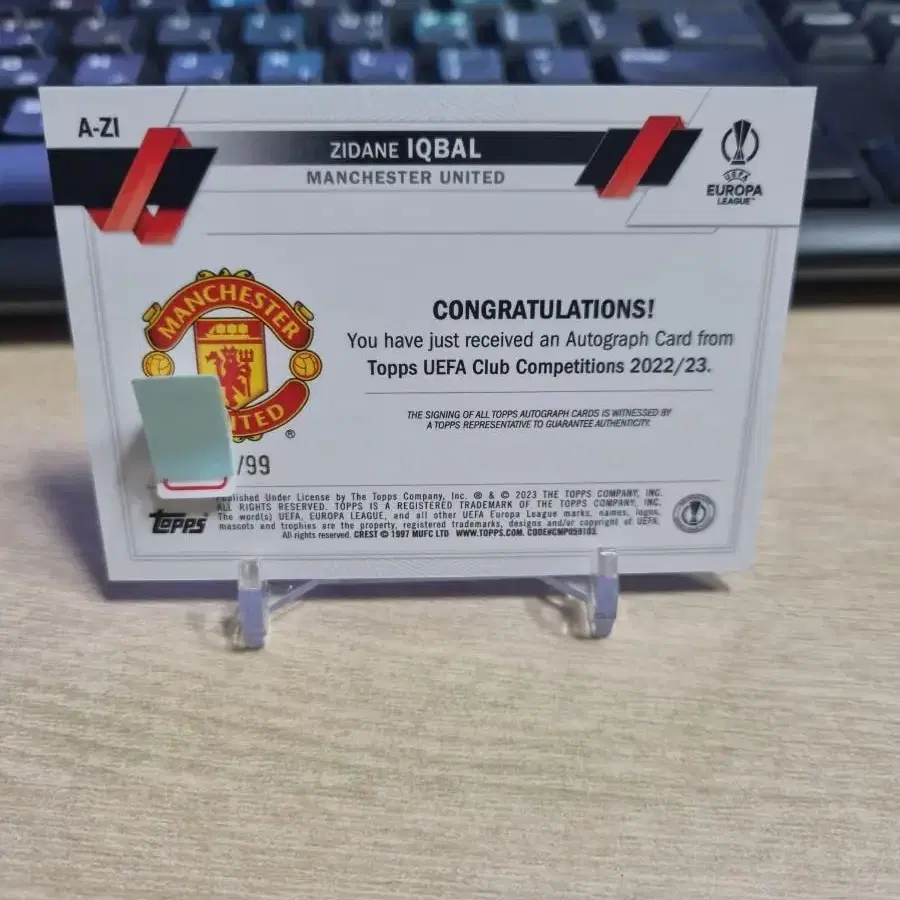 A-ZI
ZIDANE IQBAL
MANCHESTER UNITED
UEFA
EUROPA
LEAGUE™
MANCHESTER
ITED
®
CONGRATULATIONS!
You have just received an Autograph Card from
Topps UEFA Club Competitions 2022/23.
THE SIGNING OF ALL TOPPS AUTOGRAPH CARDS IS WITNESSED BY
A TOPPS REPRESENTATIVE TO GUARANTEE AUTHENTICITY.
/99
Published Under License by The Topps Company, Inc. ® & © 2023 THE TOPPS COMPANY, INC.
ALL RIGHTS RESERVED. TOPPS IS A REGISTERED TRADEMARK OF THE TOPPS COMPANY, INC.
The word(s) UEFA, EUROPA LEAGUE, and all other UEFA Europa League marks, names, logos,
mascots and trophies are the property, registered trademarks, designs and/or copyright of UEFA.
All rights reserved. CREST © 1997 MUFC LTD WWW.TOPPS.COM. CODE#CMP059103
Topps